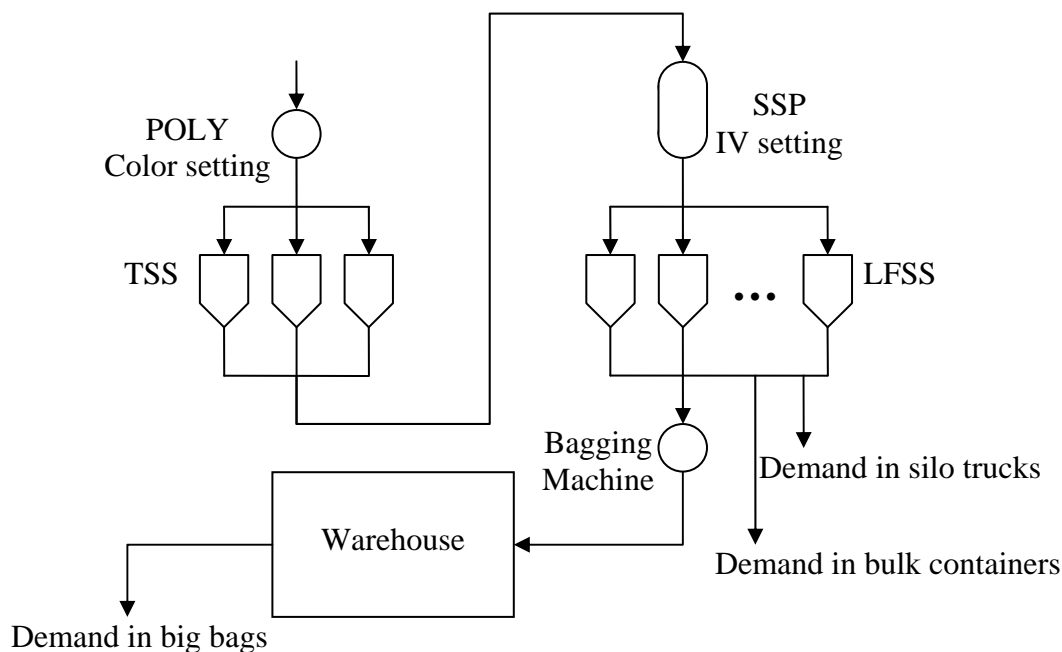 POLY
Color setting
SSP
IV setting
TSS
LFSS
Bagging
Machine
Demand in silo trucks
Warehouse
Demand in bulk containers
Demand in big bags